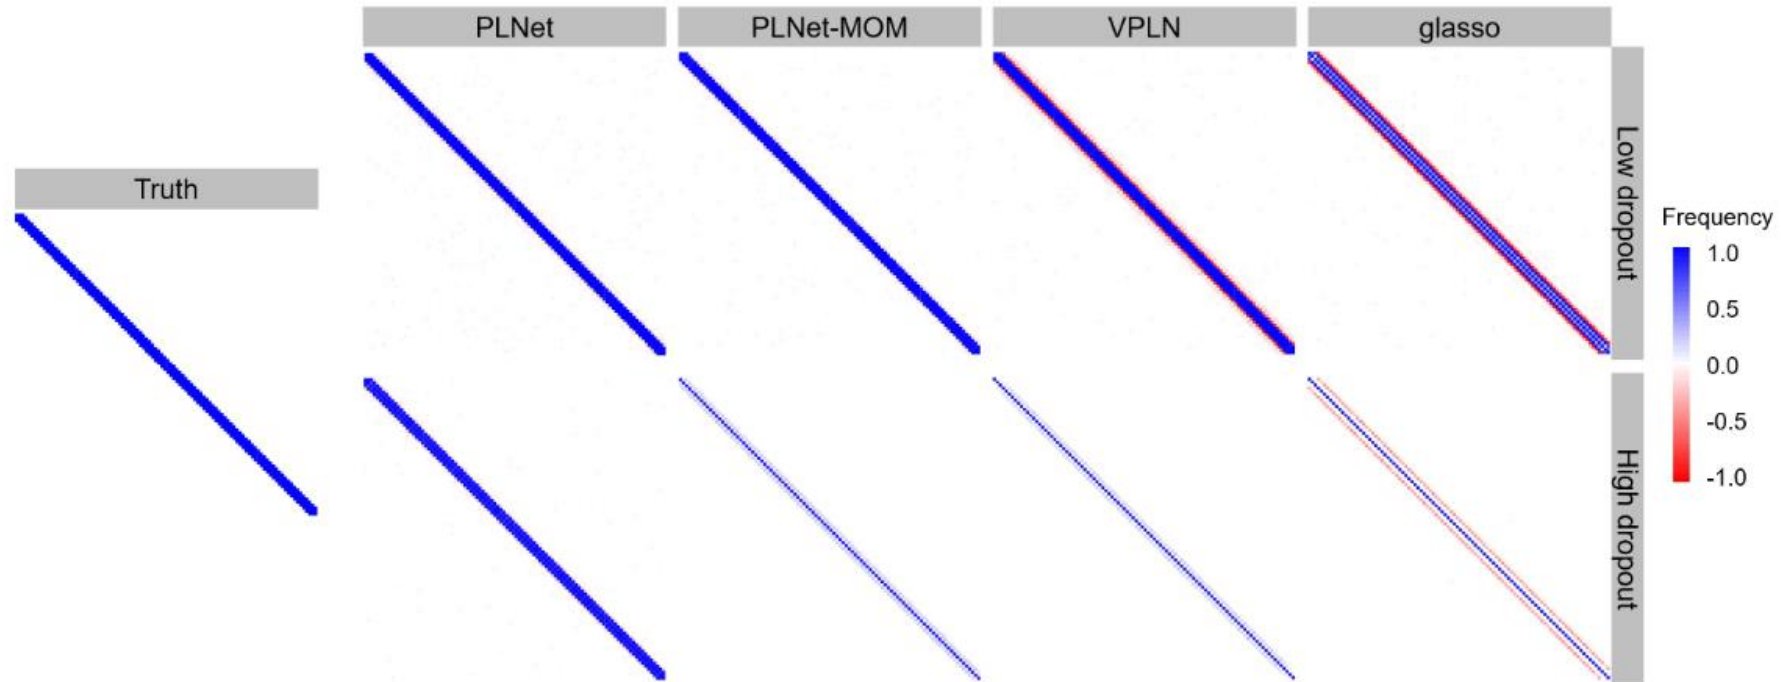 PLNet
PLNet-MOM
VPLN
glasso
Truth
Low dropout
High dropout
Frequency
1.0
0.5
0.0
-0.5
-1.0